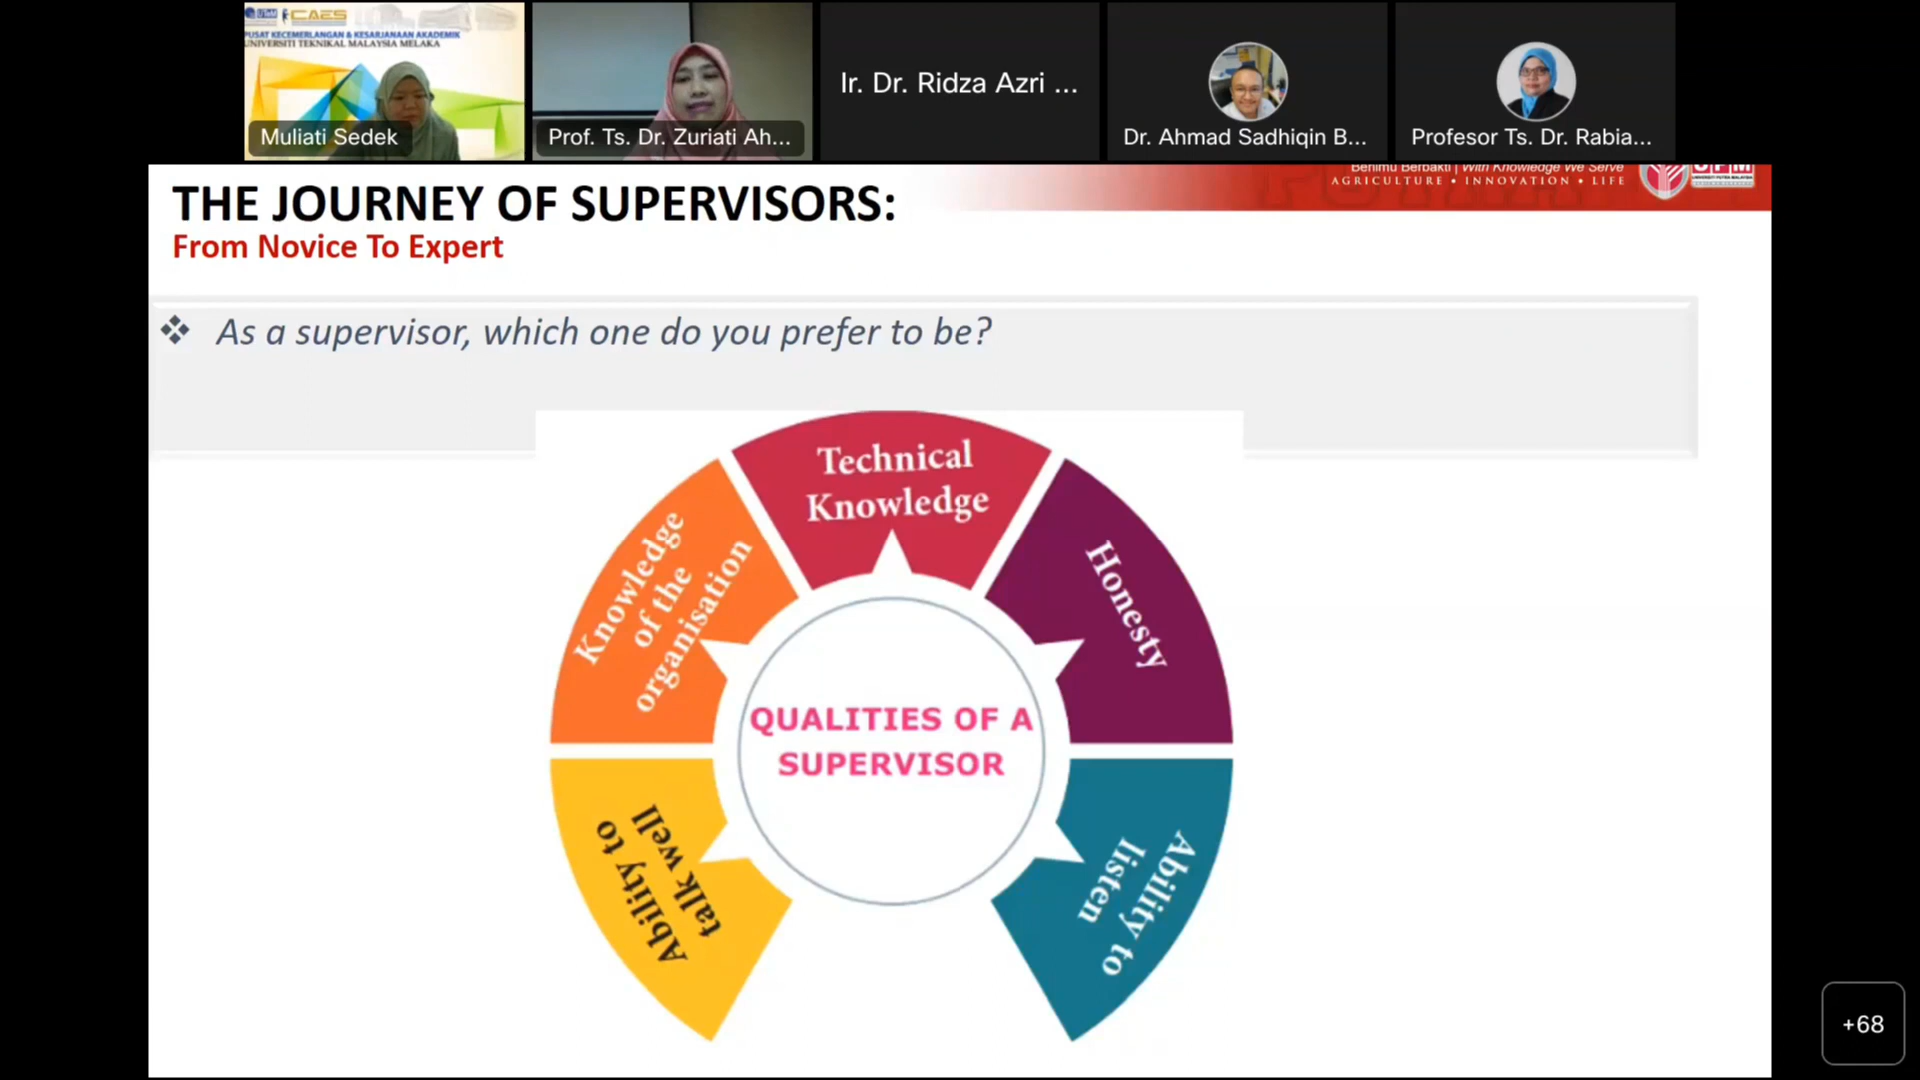 UTeM CAES
PUSAT KECEMERLANGAN & KESARJANAAN AKADEMIK
UNIVERSITI TEKNIKAL MALAYSIA MELAKA
Muliati Sedek
Prof. Ts. Dr. Zuriati Ah...
Ir. Dr. Ridza Azri ...
Dr. Ahmad Sadhiqin B...
Profesor Ts. Dr. Rabia...
Berilmu Berbakti | With Knowledge We Serve
AGRICULTURE • INNOVATION • LIFE
UPM
THE JOURNEY OF SUPERVISORS:
From Novice To Expert
❖ As a supervisor, which one do you prefer to be?
Technical
Knowledge
Knowledge
of the
organisation
Honesty
QUALITIES OF A
SUPERVISOR
Ability to
talk well
Ability to
listen
+68